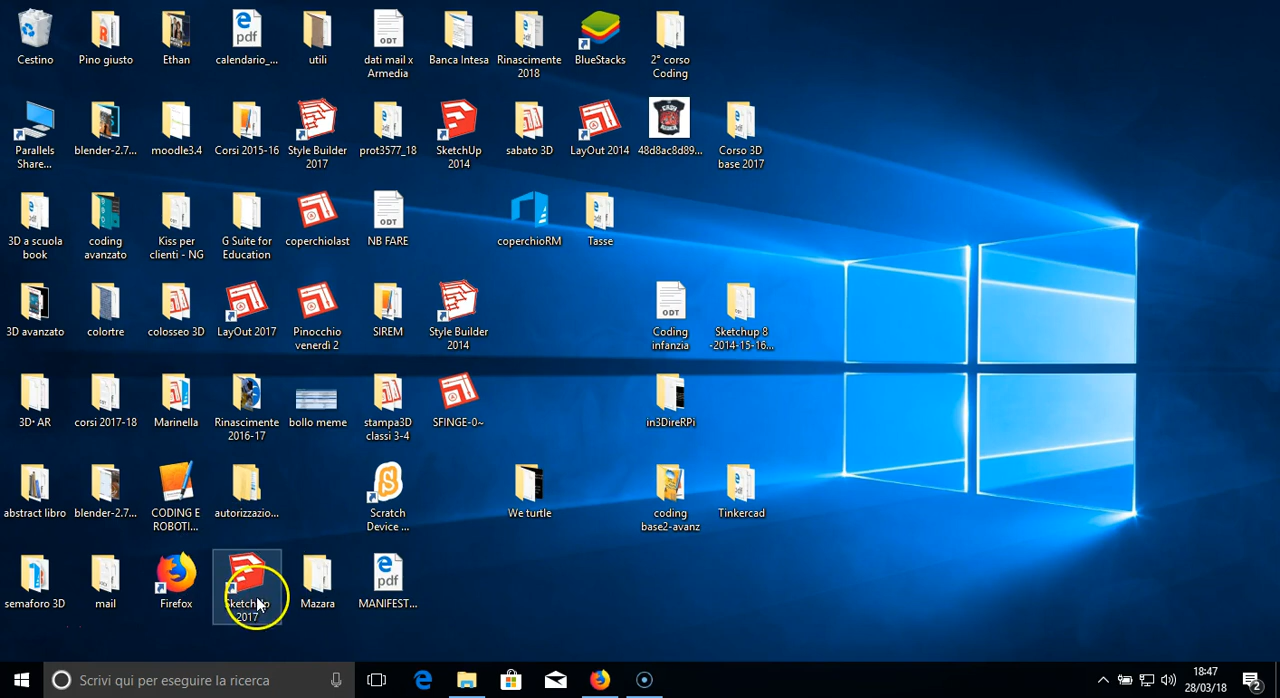 Cestino
Pino giusto
Ethan
calendario_...
utili
dati mail x
Armedia
Banca Intesa
Rinascimente
2018
BlueStacks
2° corso
Coding
Parallels
Share...
blender-2.7...
moodle3.4
Corsi 2015-16
Style Builder
2017
prot3577_18
SketchUp
2014
sabato 3D
LayOut 2014
48d8ac8d89...
Corso 3D
base 2017
3D a scuola
book
coding
avanzato
Kiss per
clienti - NG
G Suite for
Education
coperchiolast
NB FARE
coperchioRM
Tasse
3D avanzato
colortre
colosseo 3D
LayOut 2017
Pinocchio
venerdì 2
SIREM
Style Builder
2014
Coding
infanzia
Sketchup 8
-2014-15-16...
3D+AR
corsi 2017-18
Marinella
Rinascimente
2016-17
bollo meme
stampa3D
classi 3-4
SFINGE-0~
in3DireRPi
abstract libro
blender-2.7...
CODING E
ROBOTI...
autorizzazio...
Scratch
Device ...
We turtle
coding
base2-avanz
Tinkercad
semaforo 3D
mail
Firefox
SketchUp
2017
Mazara
MANIFEST...
Scrivi qui per eseguire la ricerca
18:47
28/03/18
2